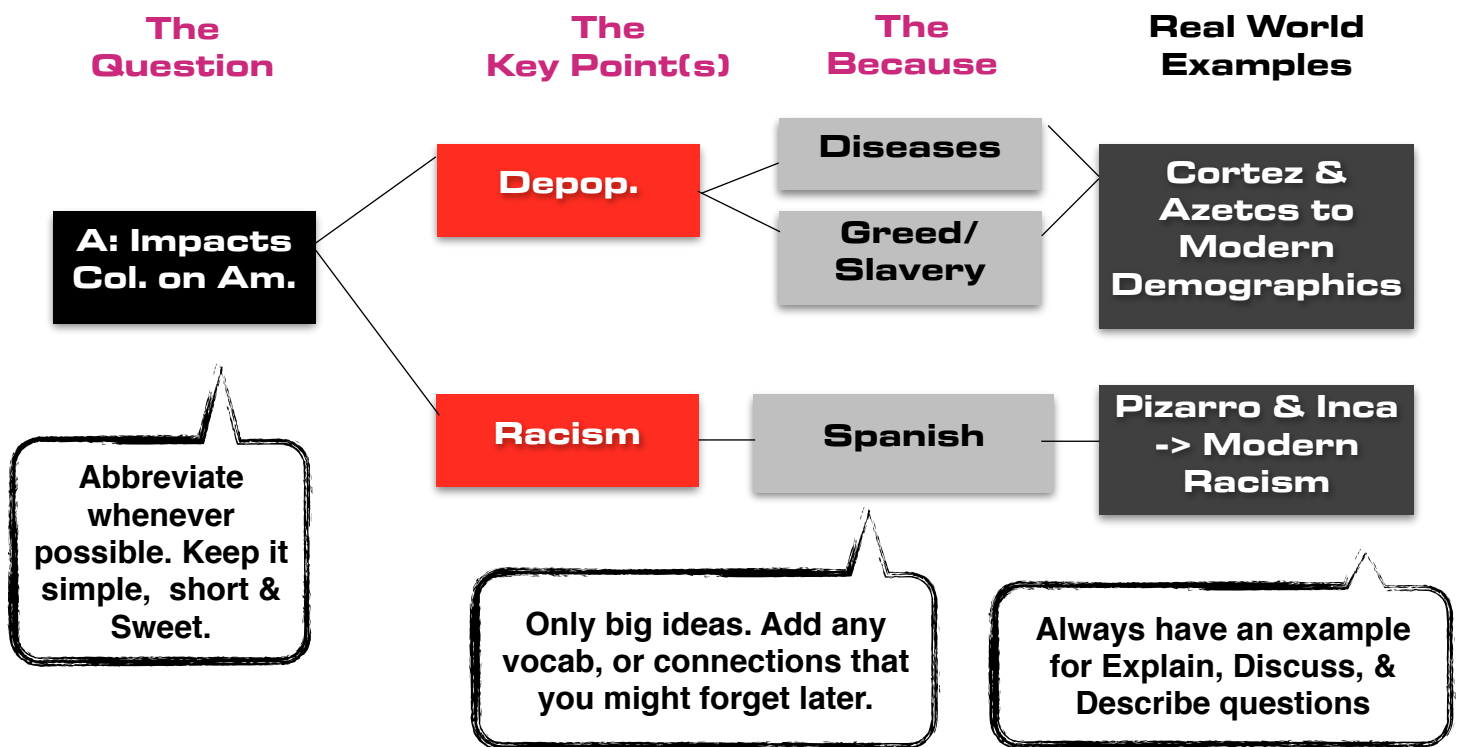 The
Question
The
Key Point(s)
The
Because
Real World
Examples
A: Impacts
Col. on Am.
Depop.
Diseases
Greed/
Slavery
Cortez &
Azetcs to
Modern
Demographics
Racism
Spanish
Pizarro & Inca
-> Modern
Racism
Abbreviate
whenever
possible. Keep it
simple, short &
Sweet.
Only big ideas. Add any
vocab, or connections that
you might forget later.
Always have an example
for Explain, Discuss, &
Describe questions